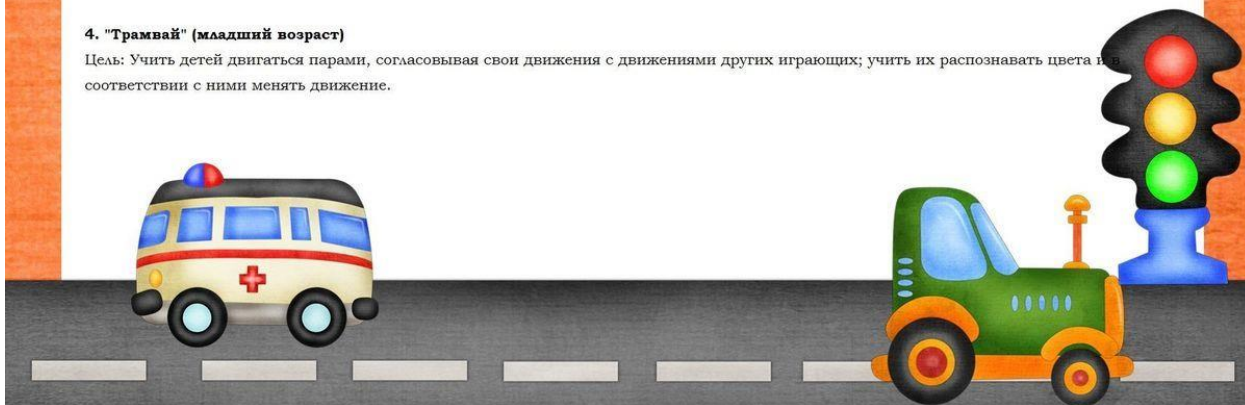 4. "Трамвай" (младший возраст)
Цель: Учить детей двигаться парами, согласовывая свои движения с движениями других играющих; учить их распознавать цвета и в
соответствии с ними менять движение.